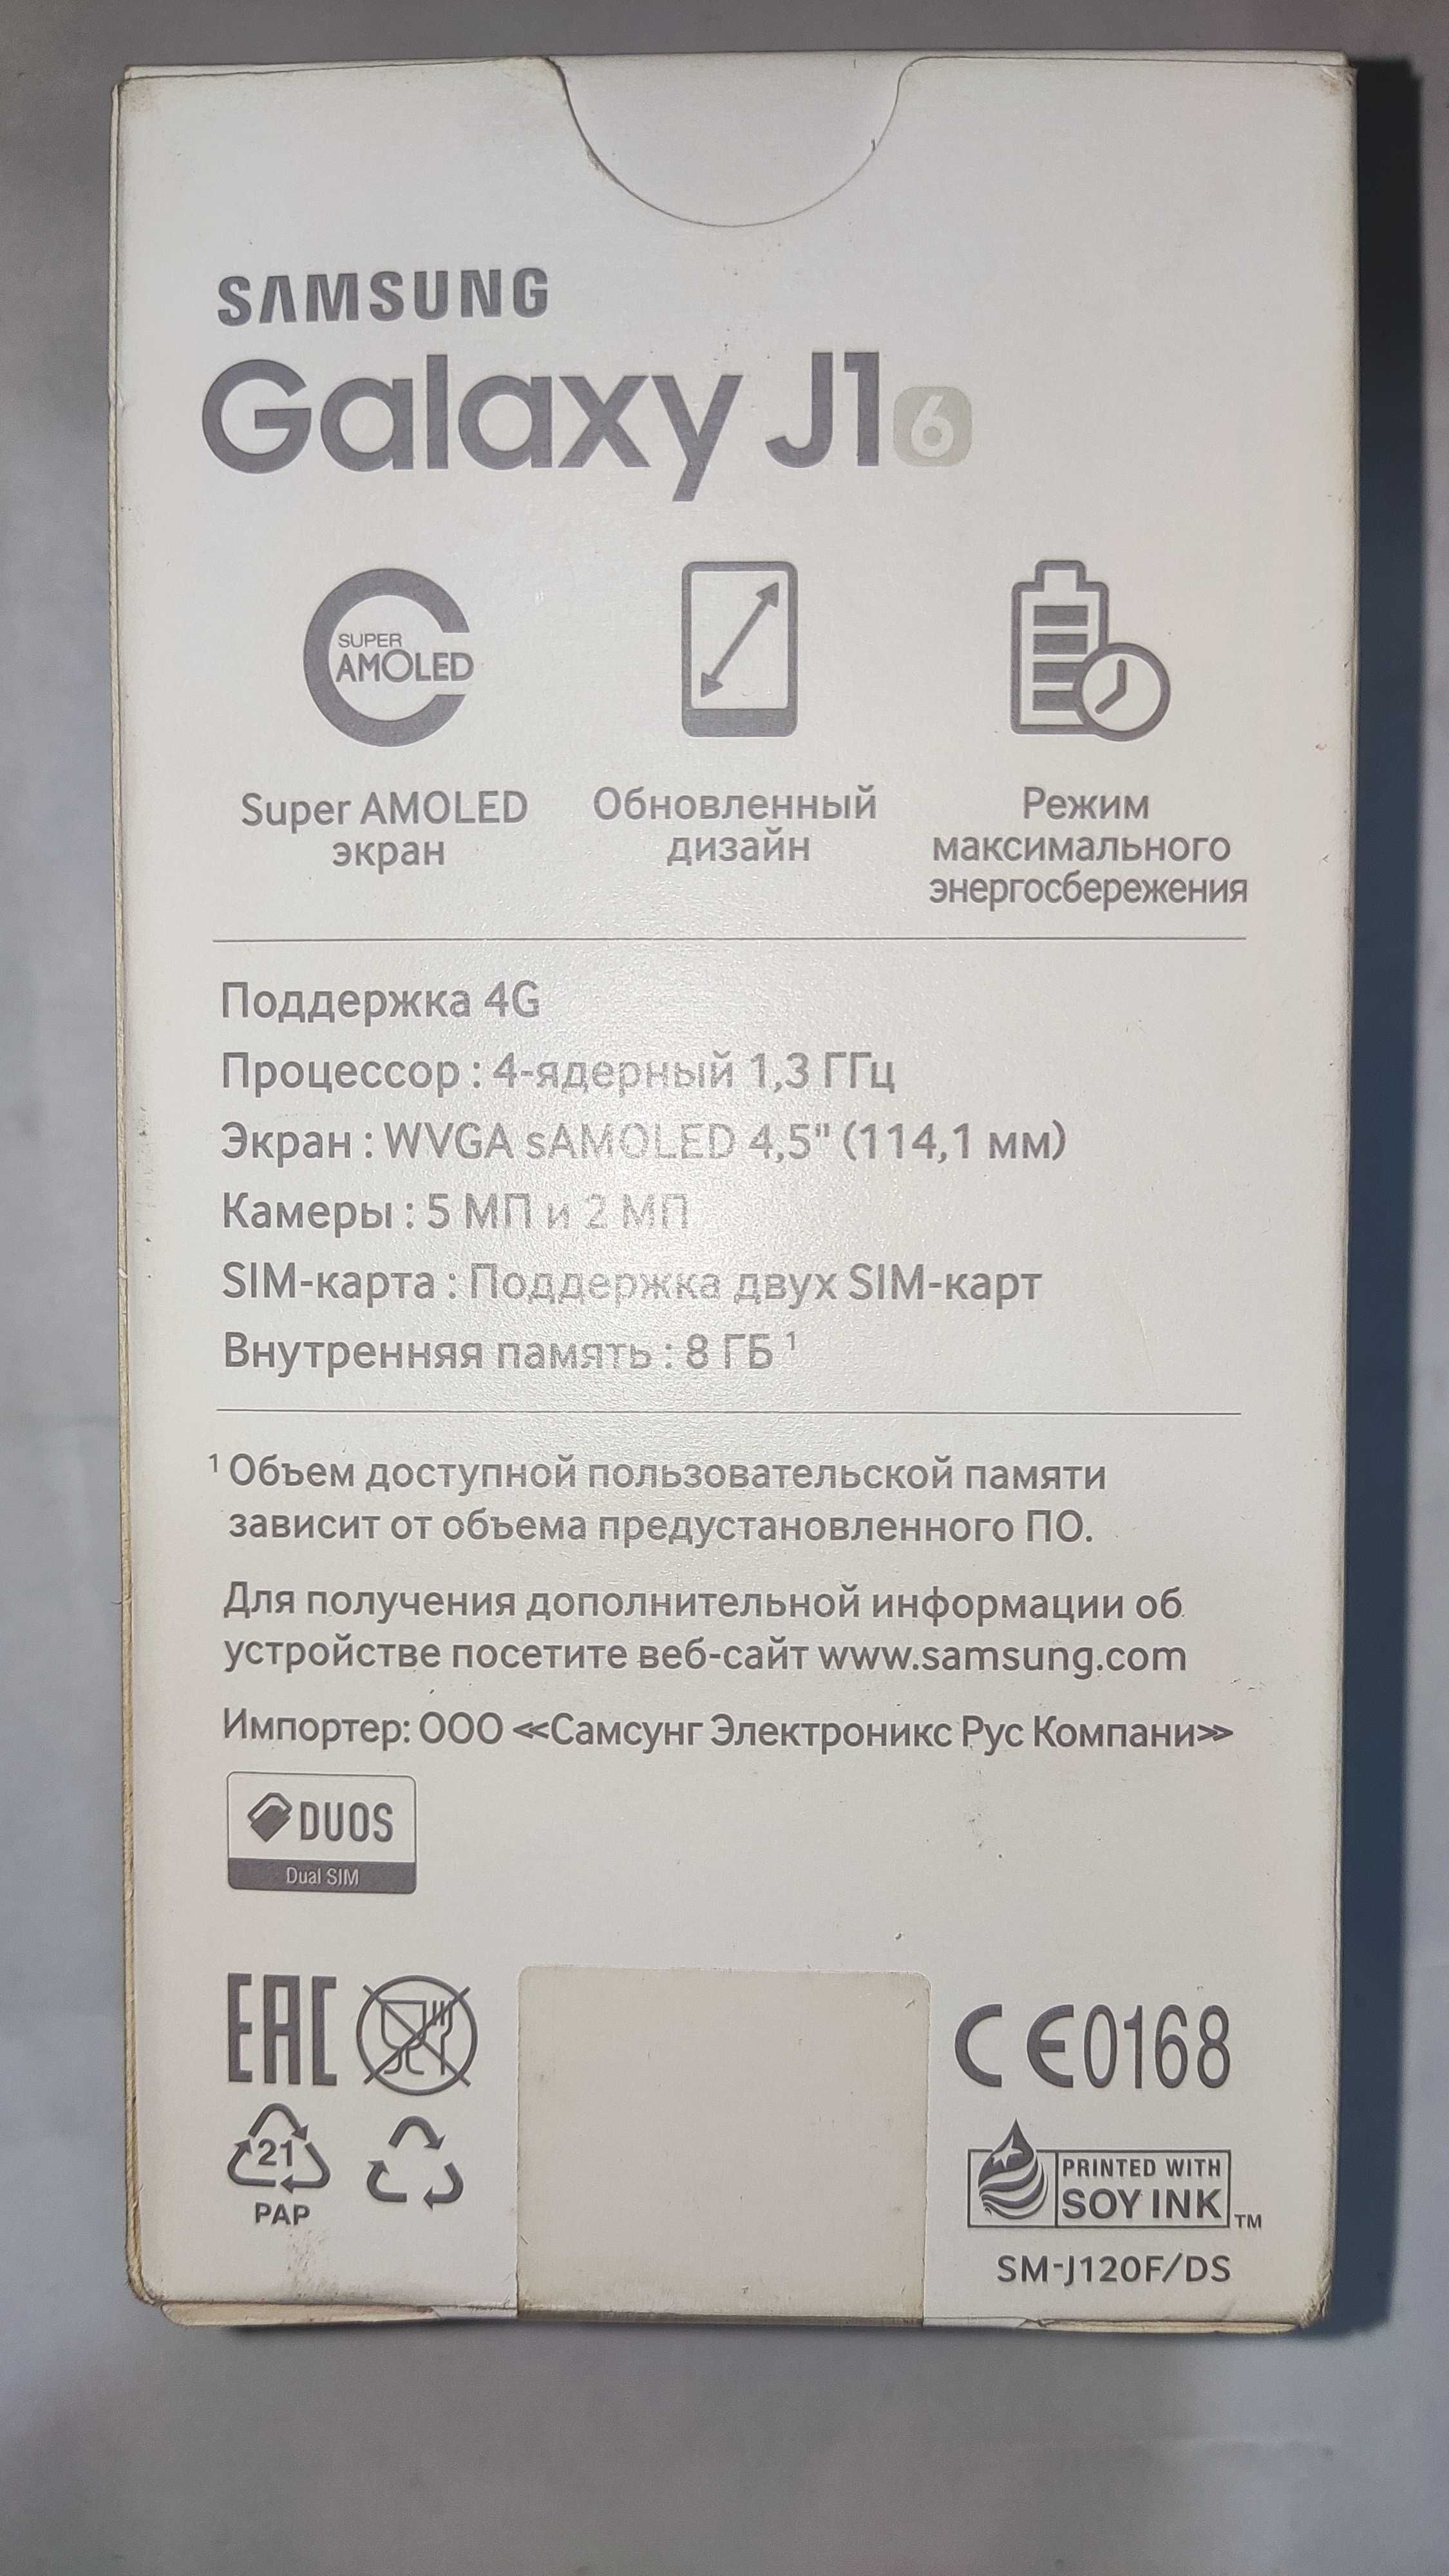 SAMSUNG
Galaxy J1 6
SUPER
AMOLED
Super AMOLED
экран
Обновленный
дизайн
Режим
максимального
энергосбережения
Поддержка 4G
Процессор : 4-ядерный 1,3 ГГц
Экран : WVGA sAMOLED 4,5" (114,1 мм)
Камеры : 5 МП и 2 МП
SIM-карта : Поддержка двух SIM-карт
Внутренняя память : 8 ГБ ¹
¹ Объем доступной пользовательской памяти
зависит от объема предустановленного ПО.
Для получения дополнительной информации об
устройстве посетите веб-сайт www.samsung.com
Импортер: ООО «Самсунг Электроникс Рус Компани»
DUOS
Dual SIM
EAC
CE0168
21
PAP
PRINTED WITH
SOY INK ™
SM-J120F/DS